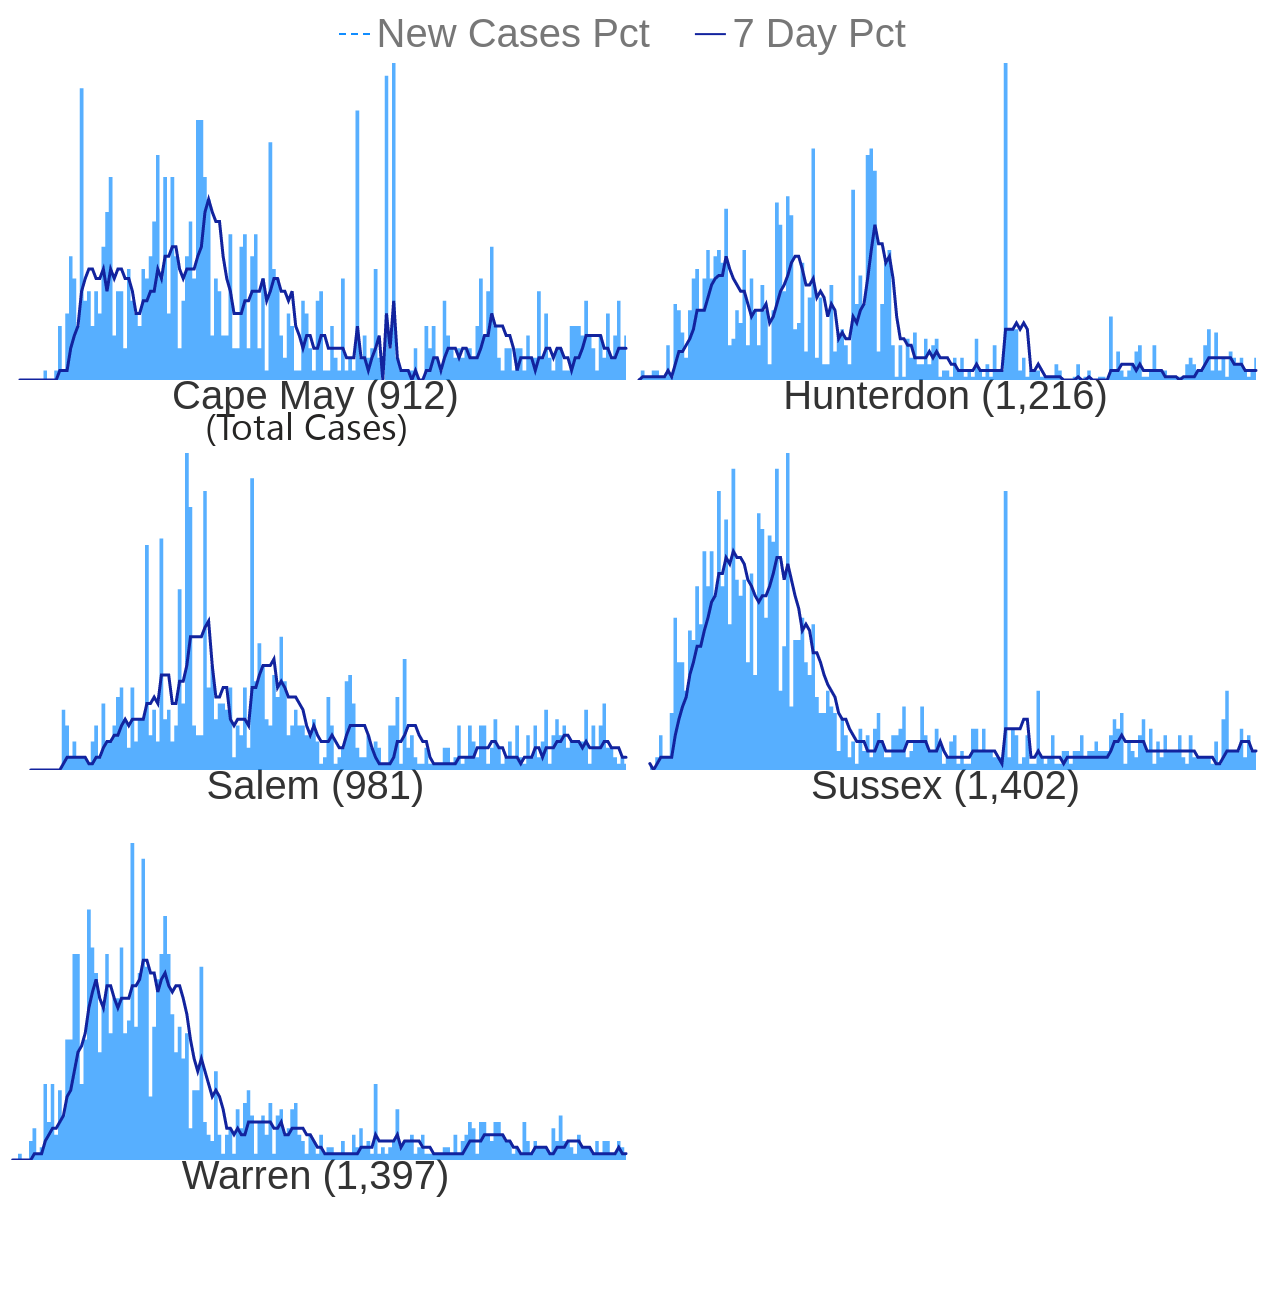 New Cases Pct 7 Day Pct
Cape May (912) Hunterdon (1,216)
(Total Cases)
Salem (981) Sussex (1,402)
Warren (1,397)